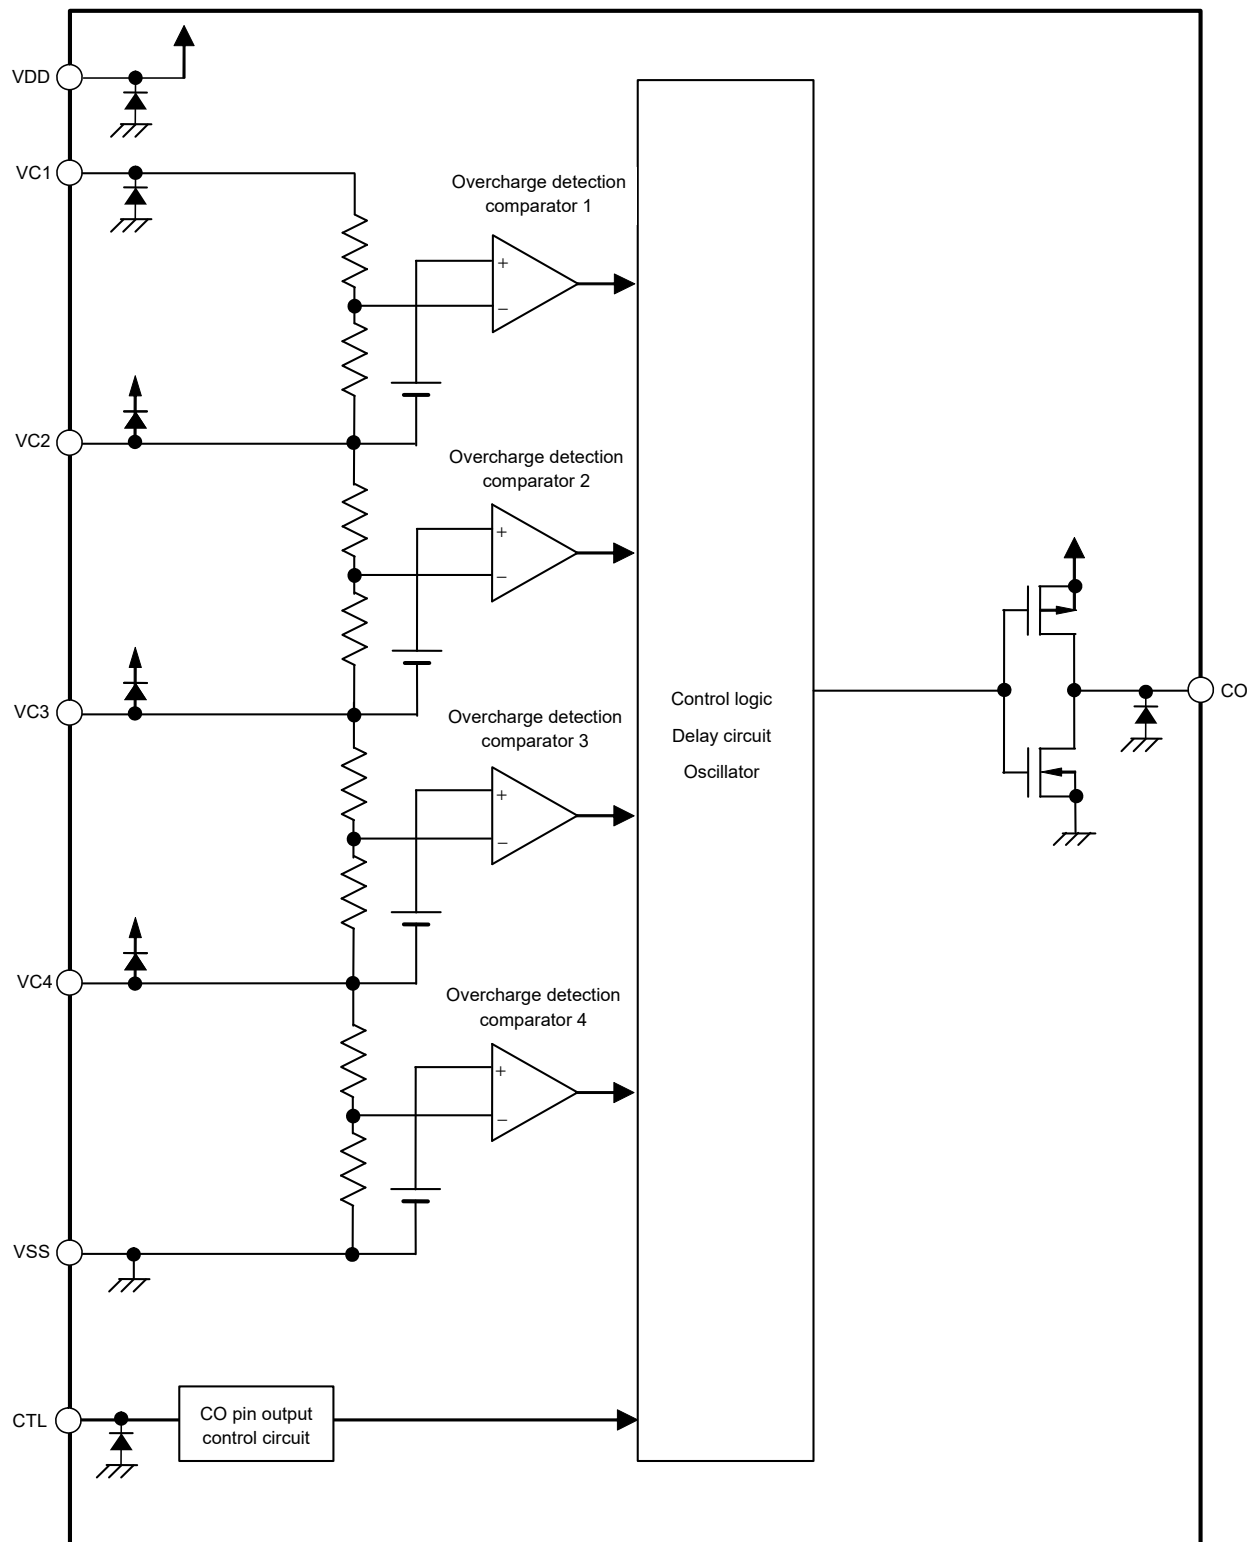 VDD
VC1
Overcharge detection
comparator 1
+
−
VC2
Overcharge detection
comparator 2
+
−
VC3
Overcharge detection
comparator 3
+
−
Control logic
Delay circuit
Oscillator
CO
VC4
Overcharge detection
comparator 4
+
−
VSS
CTL
CO pin output
control circuit